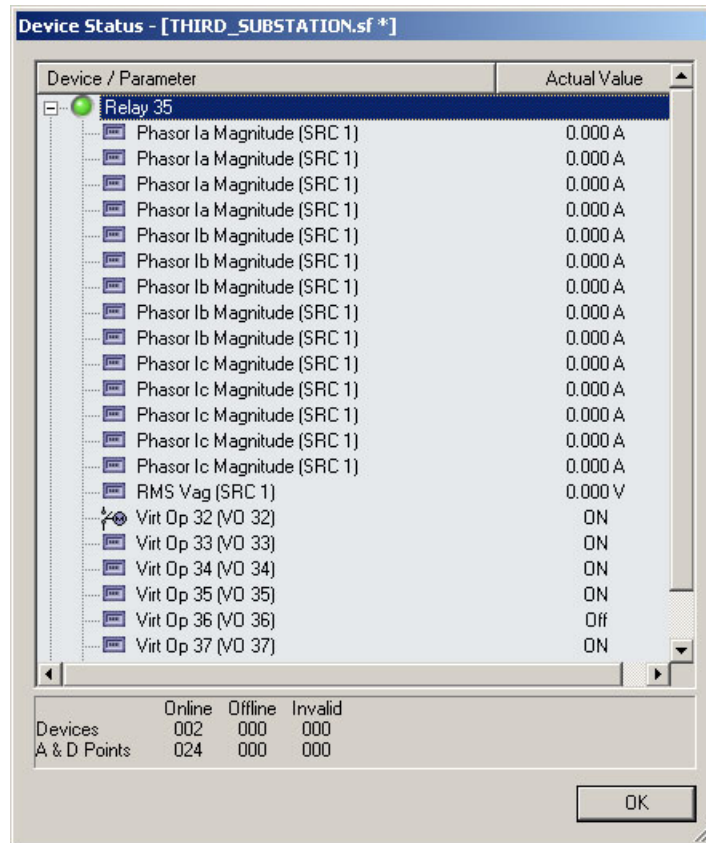 Device Status - [THIRD_SUBSTATION.sf *]
Device / Parameter Actual Value
Relay 35
Phasor Ia Magnitude (SRC 1) 0.000 A
Phasor Ia Magnitude (SRC 1) 0.000 A
Phasor Ia Magnitude (SRC 1) 0.000 A
Phasor Ia Magnitude (SRC 1) 0.000 A
Phasor Ib Magnitude (SRC 1) 0.000 A
Phasor Ib Magnitude (SRC 1) 0.000 A
Phasor Ib Magnitude (SRC 1) 0.000 A
Phasor Ib Magnitude (SRC 1) 0.000 A
Phasor Ib Magnitude (SRC 1) 0.000 A
Phasor Ic Magnitude (SRC 1) 0.000 A
Phasor Ic Magnitude (SRC 1) 0.000 A
Phasor Ic Magnitude (SRC 1) 0.000 A
Phasor Ic Magnitude (SRC 1) 0.000 A
Phasor Ic Magnitude (SRC 1) 0.000 A
RMS Vag (SRC 1) 0.000 V
Virt Op 32 (VO 32) ON
Virt Op 33 (VO 33) ON
Virt Op 34 (VO 34) ON
Virt Op 35 (VO 35) ON
Virt Op 36 (VO 36) Off
Virt Op 37 (VO 37) ON
Online Offline Invalid
Devices 002 000 000
A & D Points 024 000 000
OK